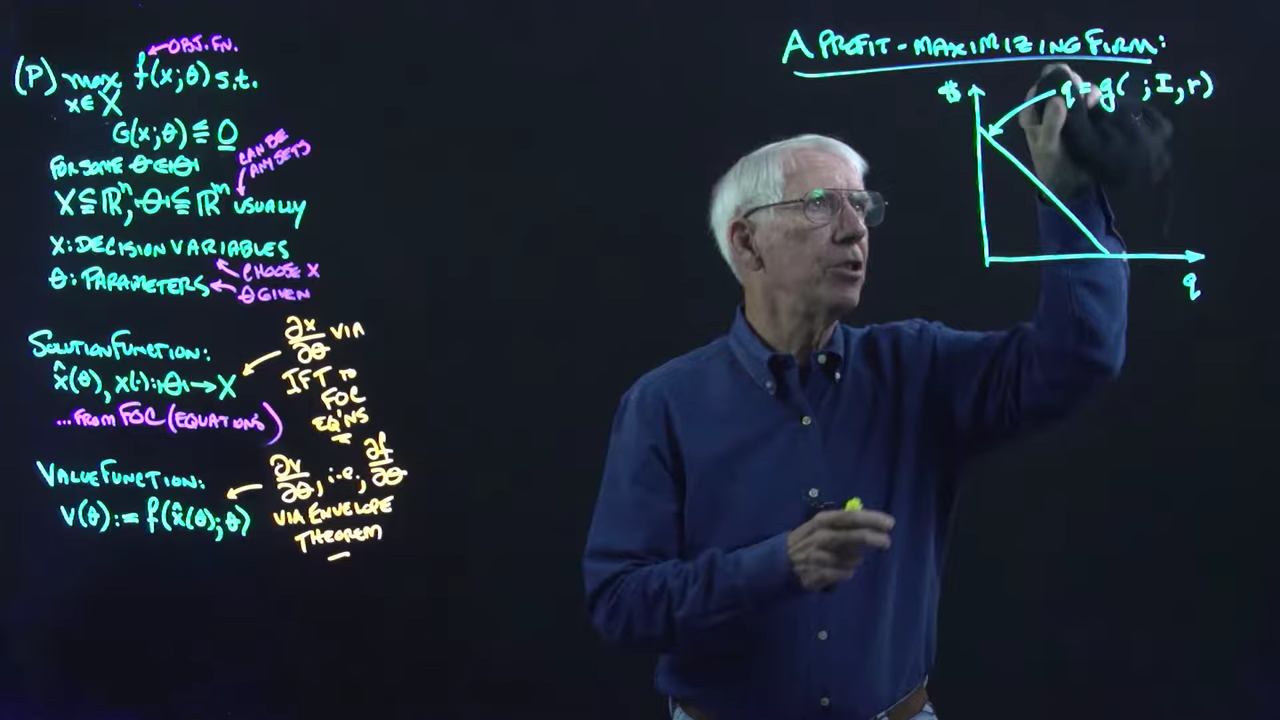 (P) max f(x;θ) s.t.
← OBJ. FN.
x∈X
G(x;θ) ≦ 0
FOR SOME θ∈Θ
CAN BE ANY SETS
X⊆ℝⁿ, Θ⊆ℝᵐ USUALLY
X: DECISION VARIABLES
θ: PARAMETERS
CHOOSE X
θ GIVEN
SOLUTION FUNCTION:
x̂(θ), x(·): Θ→X
...FROM FOC (EQUATIONS)
∂x/∂θ VIA
IFT TO
FOC
EQ'NS
VALUE FUNCTION:
v(θ) := f(x̂(θ);θ)
∂v/∂θ, i.e., ∂f/∂θ
VIA ENVELOPE
THEOREM
A PROFIT-MAXIMIZING FIRM:
$
q = g( ; I, r)
q